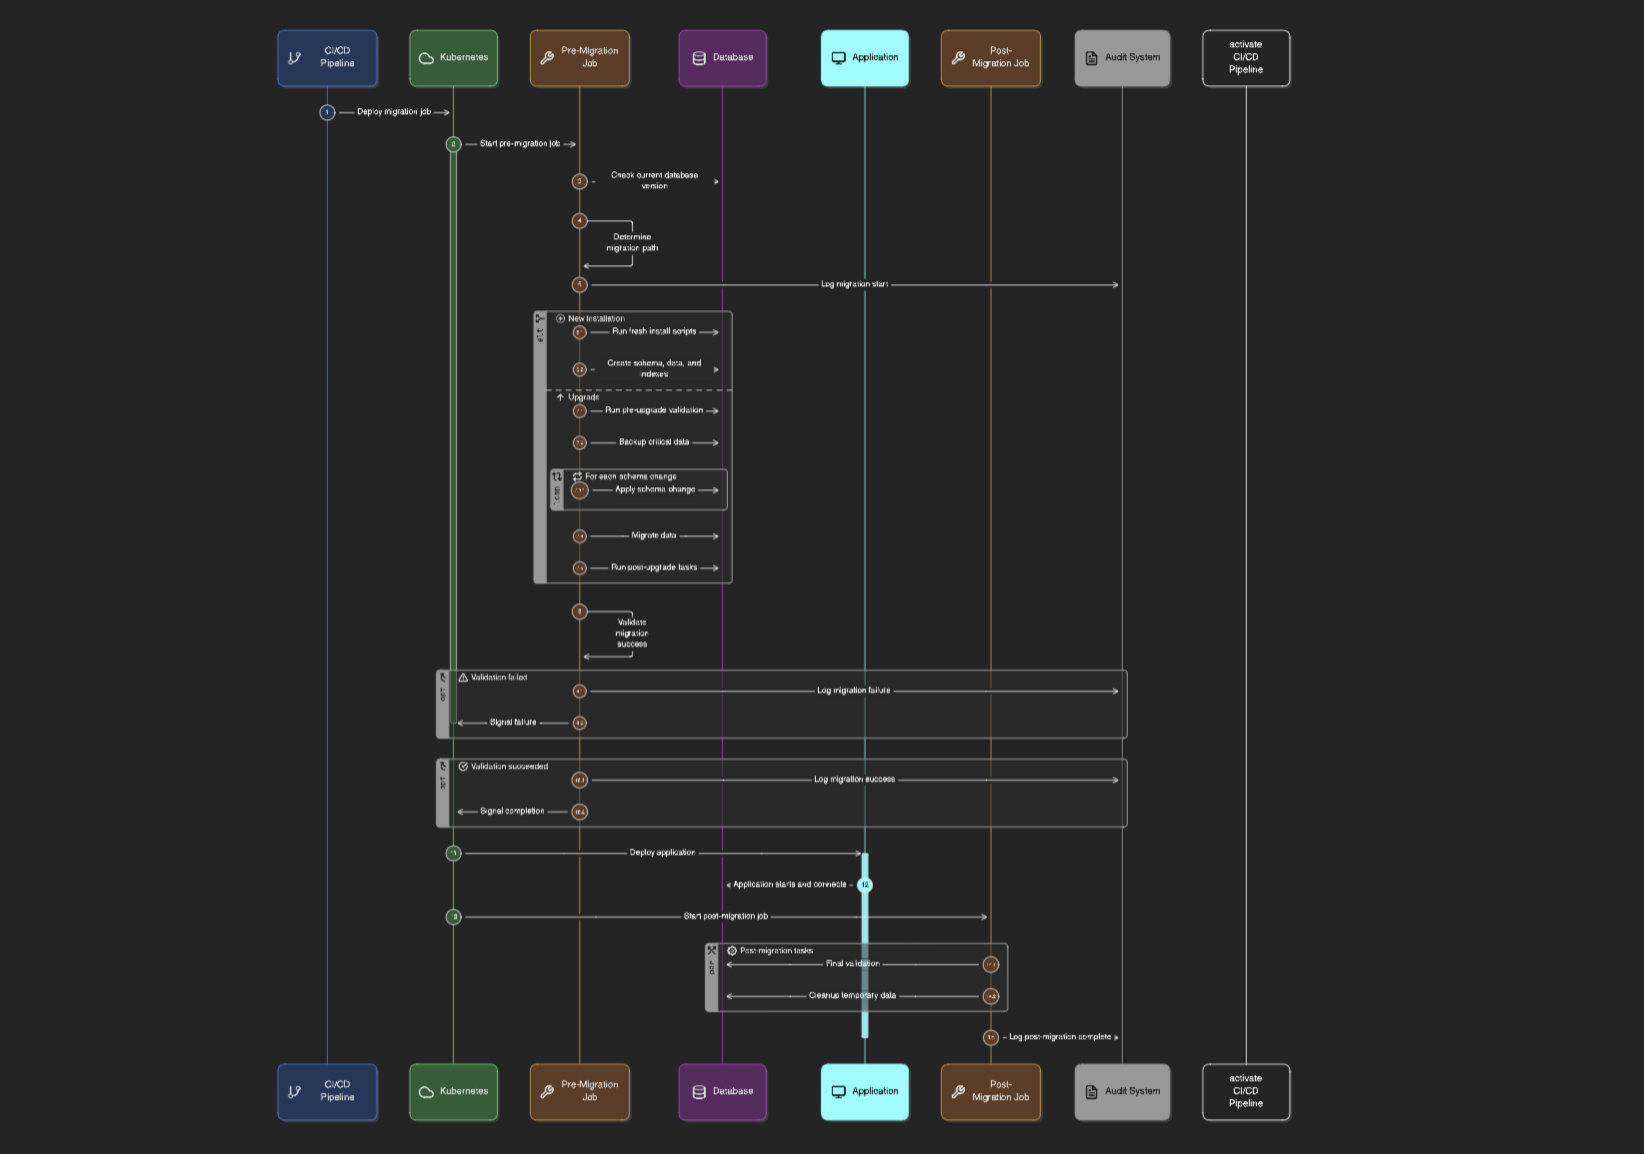 CI/CD
Pipeline
Kubernetes
Pre-Migration
Job
Database
Application
Post-
Migration Job
Audit System
activate
CI/CD
Pipeline
1
Deploy migration job
2
Start pre-migration job
3
Check current database
version
4
Determine
migration path
Log migration start
alt
New installation
Run fresh install scripts
Create schema, data, and
indexes
Upgrade
Run pre-upgrade validation
Backup critical data
loop
For each schema change
Apply schema change
Migrate data
Run post-upgrade tasks
Validate
migration
success
opt
Validation failed
Log migration failure
Signal failure
opt
Validation succeeded
10.1
Log migration success
Signal completion
10.2
11
Deploy application
Application starts and connects
12
13
Start post-migration job
par
Post migration tasks
Final validation
Cleanup temporary data
15
Log post-migration complete
CI/CD
Pipeline
Kubernetes
Pre-Migration
Job
Database
Application
Post-
Migration Job
Audit System
activate
CI/CD
Pipeline